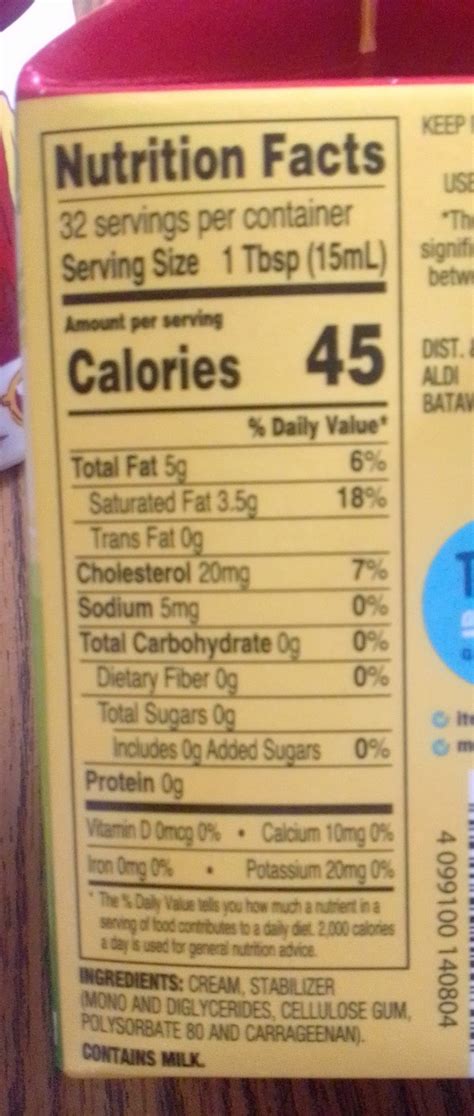 Nutrition Facts
32 servings per container
Serving Size 1 Tbsp (15mL)
Amount per serving
Calories 45
% Daily Value*
Total Fat 5g 6%
Saturated Fat 3.5g 18%
Trans Fat 0g
Cholesterol 20mg 7%
Sodium 5mg 0%
Total Carbohydrate 0g 0%
Dietary Fiber 0g 0%
Total Sugars 0g
Includes 0g Added Sugars 0%
Protein 0g
Vitamin D 0mcg 0% • Calcium 10mg 0%
Iron 0mg 0% • Potassium 20mg 0%
* The % Daily Value tells you how much a nutrient in a
serving of food contributes to a daily diet. 2,000 calories
a day is used for general nutrition advice.
INGREDIENTS: CREAM, STABILIZER
(MONO AND DIGLYCERIDES, CELLULOSE GUM,
POLYSORBATE 80 AND CARRAGEENAN).
CONTAINS MILK.
KEEP
USE
*Th
signifi
betw
DIST. &
ALDI
BATAV
T
ite
m
4 099100 140804